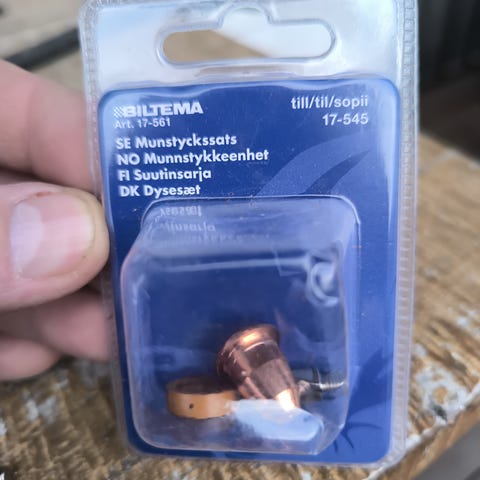 BILTEMA
Art. 17-561
till/til/sopii
17-545
SE Munstyckssats
NO Munnstykkeenhet
FI Suutinsarja
DK Dysesæt